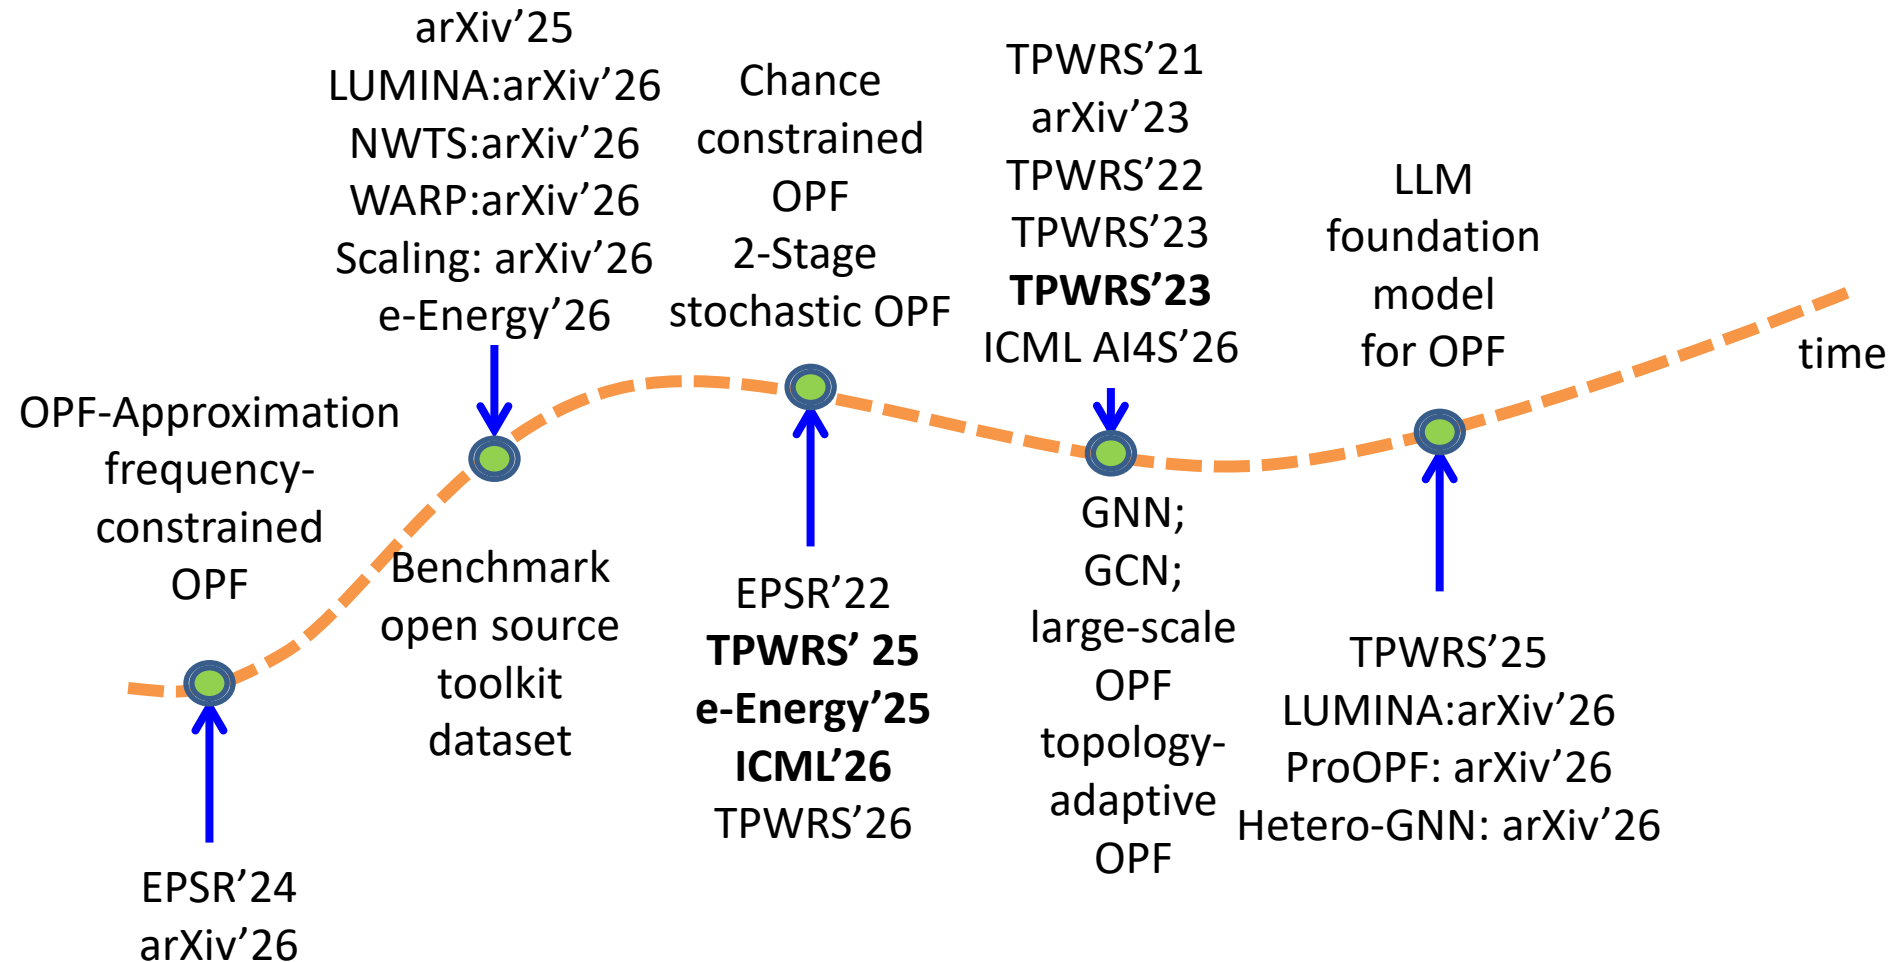 arXiv’25
LUMINA:arXiv’26
NWTS:arXiv’26
WARP:arXiv’26
Scaling: arXiv’26
e-Energy’26
Chance
constrained
OPF
2-Stage
stochastic OPF
TPWRS’21
arXiv’23
TPWRS’22
TPWRS’23
TPWRS’23
ICML AI4S’26
LLM
foundation
model
for OPF
time
OPF-Approximation
frequency-
constrained
OPF
Benchmark
open source
toolkit
dataset
EPSR’22
TPWRS’ 25
e-Energy’25
ICML’26
TPWRS’26
GNN;
GCN;
large-scale
OPF
topology-
adaptive
OPF
TPWRS’25
LUMINA:arXiv’26
ProOPF: arXiv’26
Hetero-GNN: arXiv’26
EPSR’24
arXiv’26